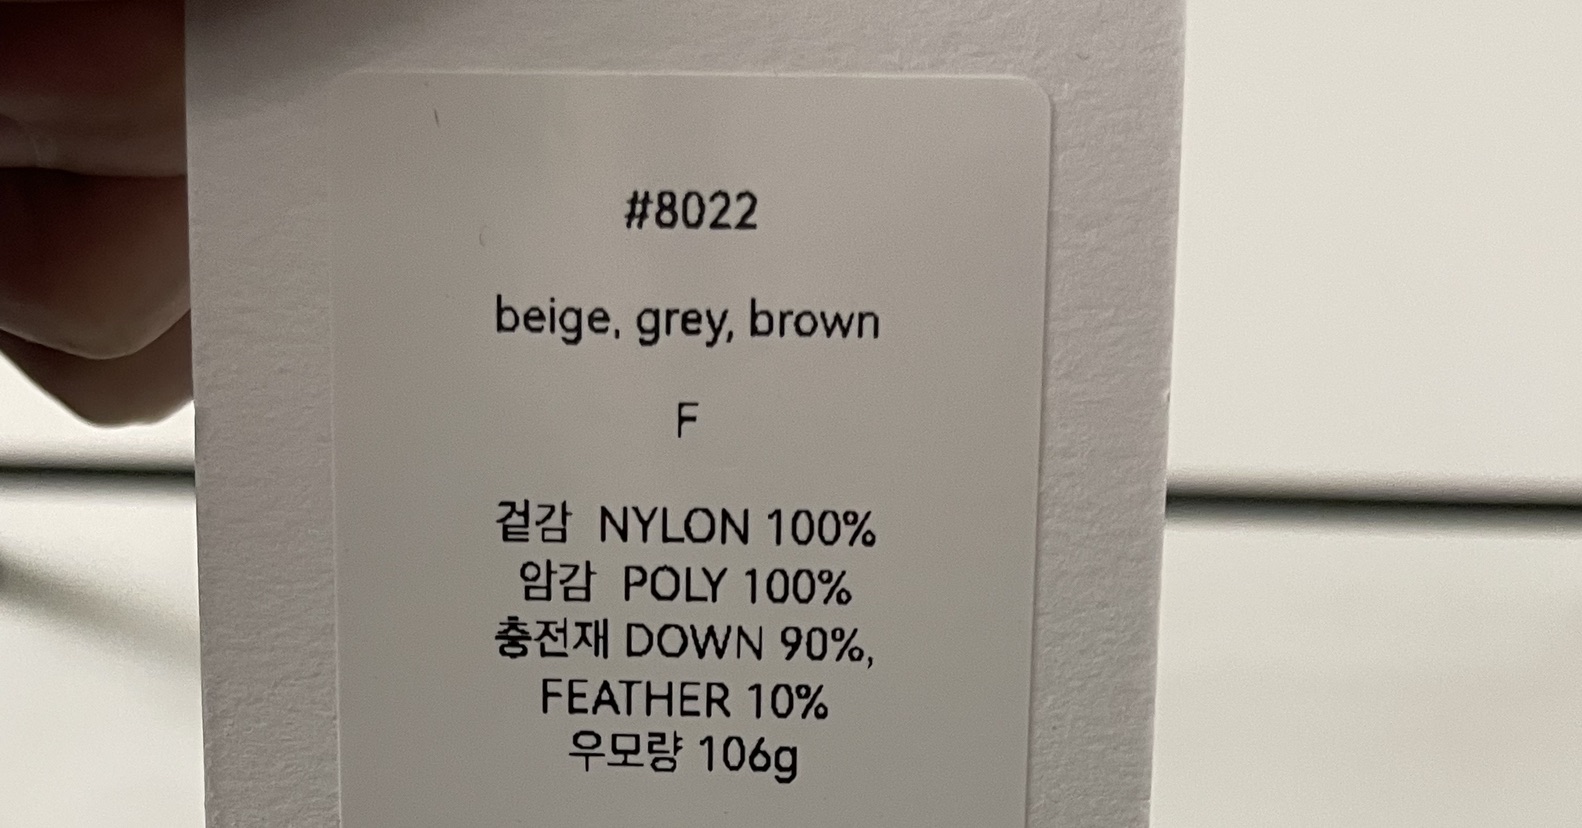 #8022
beige, grey, brown
F
겉감 NYLON 100%
암감 POLY 100%
충전재 DOWN 90%,
FEATHER 10%
우모량 106g